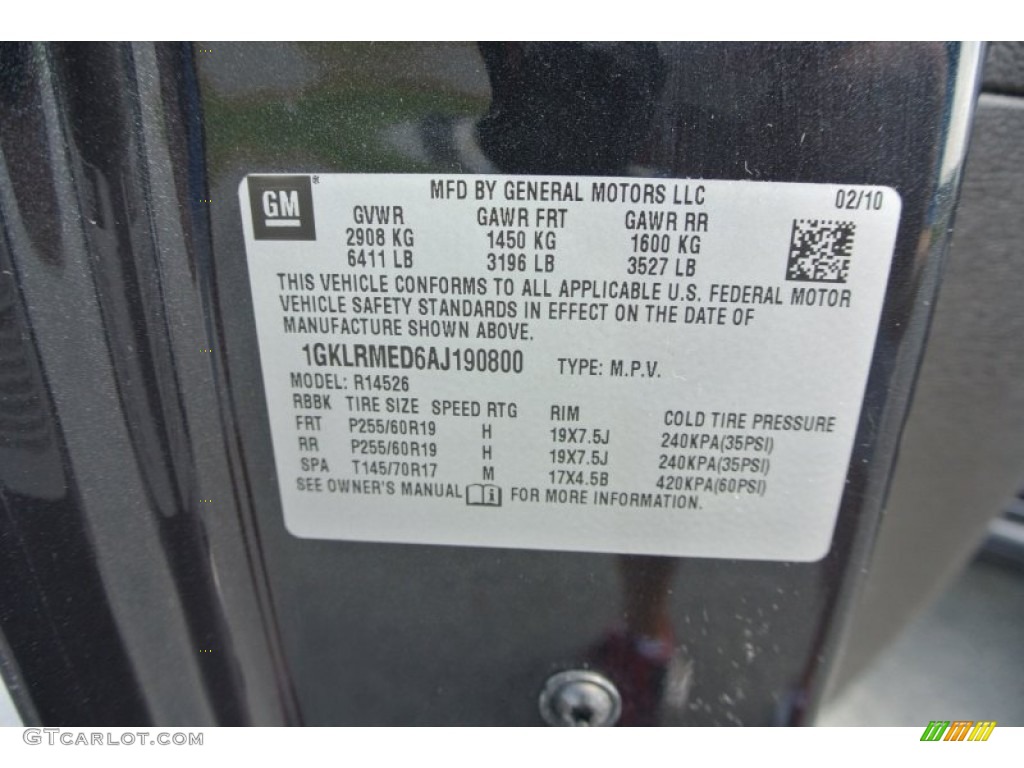 GM ® MFD BY GENERAL MOTORS LLC 02/10
GVWR GAWR FRT GAWR RR
2908 KG 1450 KG 1600 KG
6411 LB 3196 LB 3527 LB
THIS VEHICLE CONFORMS TO ALL APPLICABLE U.S. FEDERAL MOTOR
VEHICLE SAFETY STANDARDS IN EFFECT ON THE DATE OF
MANUFACTURE SHOWN ABOVE.
1GKLRMED6AJ190800 TYPE: M.P.V.
MODEL: R14526
RBBK TIRE SIZE SPEED RTG RIM COLD TIRE PRESSURE
FRT P255/60R19 H 19X7.5J 240KPA(35PSI)
RR P255/60R19 H 19X7.5J 240KPA(35PSI)
SPA T145/70R17 M 17X4.5B 420KPA(60PSI)
SEE OWNER'S MANUAL FOR MORE INFORMATION.
GTcarlot.com